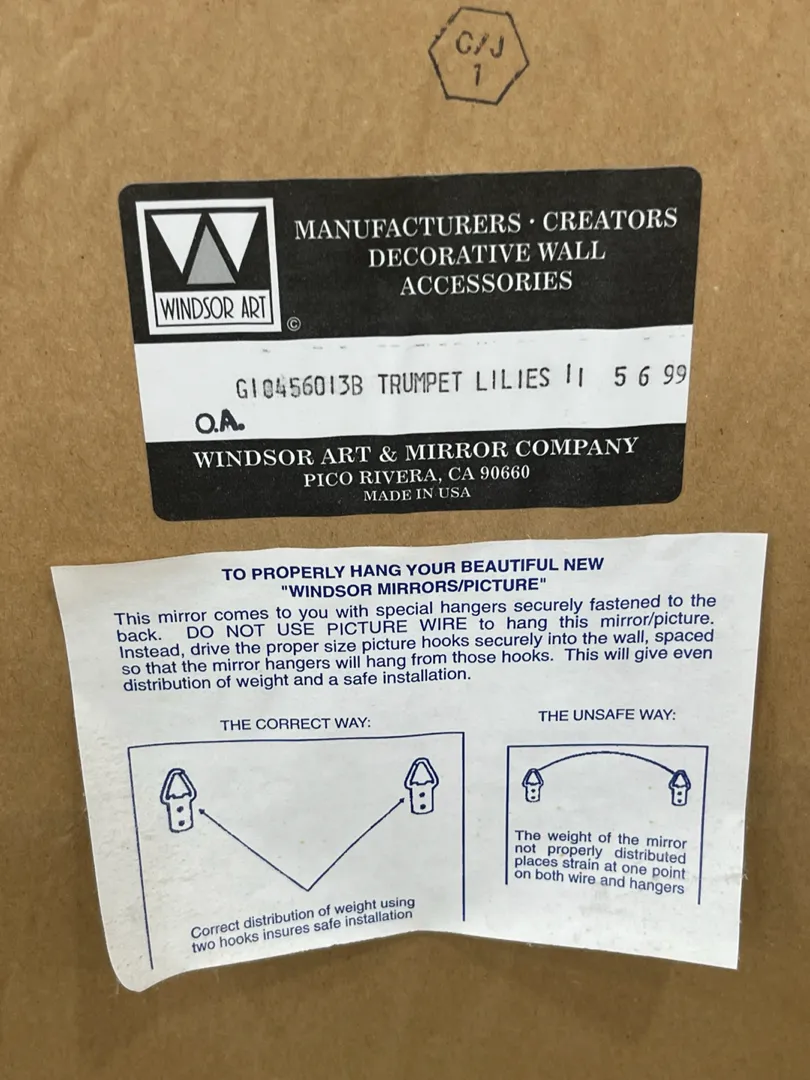 C/J
1
MANUFACTURERS · CREATORS
DECORATIVE WALL
ACCESSORIES
WINDSOR ART
©
G10456013B TRUMPET LILIES II 5 6 99
O.A.
WINDSOR ART & MIRROR COMPANY
PICO RIVERA, CA 90660
MADE IN USA
TO PROPERLY HANG YOUR BEAUTIFUL NEW
"WINDSOR MIRRORS/PICTURE"
This mirror comes to you with special hangers securely fastened to the
back. DO NOT USE PICTURE WIRE to hang this mirror/picture.
Instead, drive the proper size picture hooks securely into the wall, spaced
so that the mirror hangers will hang from those hooks. This will give even
distribution of weight and a safe installation.
THE CORRECT WAY:
Correct distribution of weight using
two hooks insures safe installation
THE UNSAFE WAY:
The weight of the mirror
not properly distributed
places strain at one point
on both wire and hangers